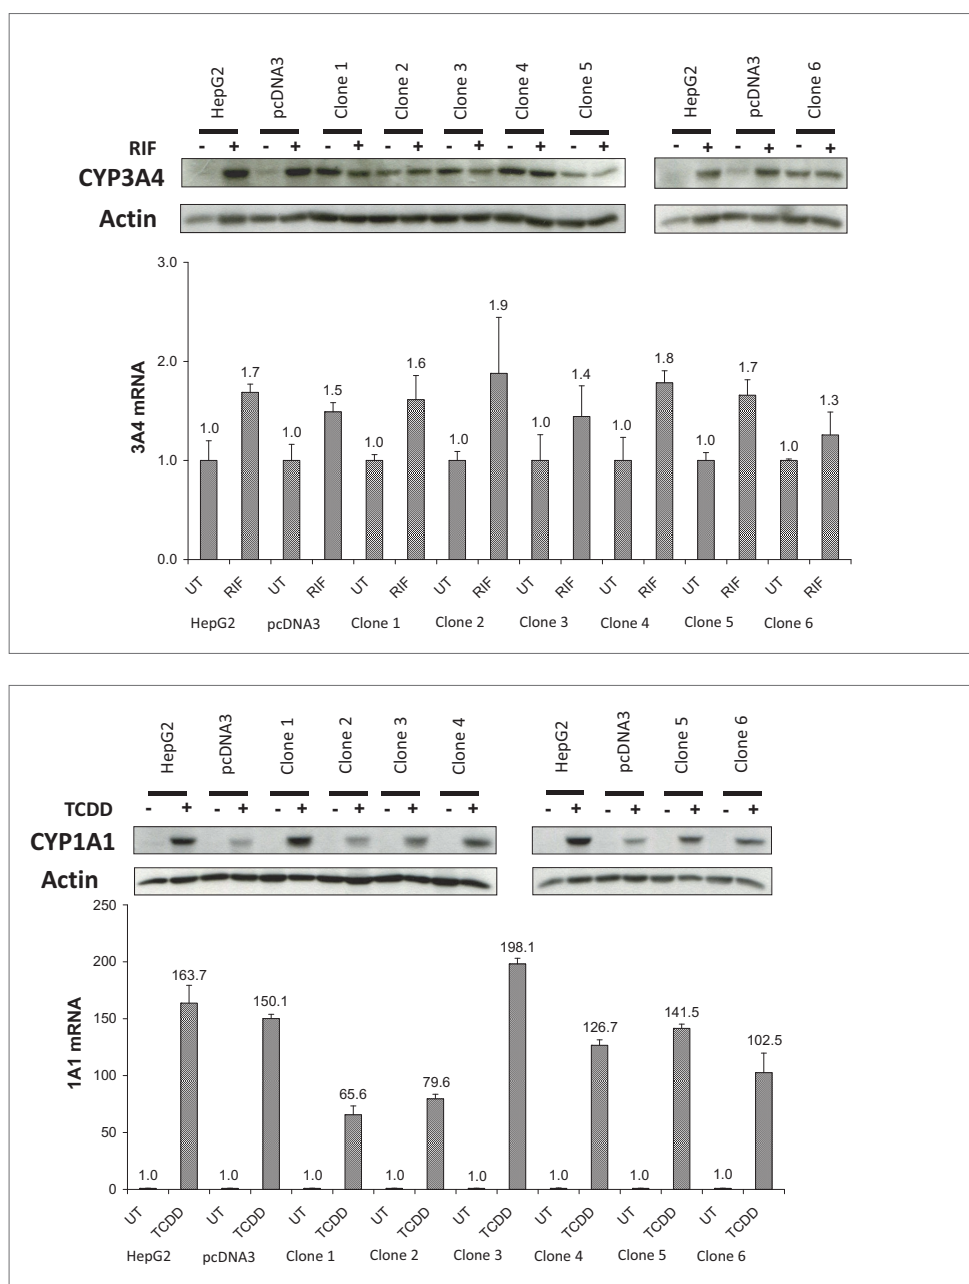 HepG2 pcDNA3 Clone 1 Clone 2 Clone 3 Clone 4 Clone 5 HepG2 pcDNA3 Clone 6
RIF - + - + - + - + - + - + - + - + - + - +
CYP3A4
Actin
3A4 mRNA
3.0
2.0
1.0
0.0
1.0 1.7 1.0 1.5 1.0 1.6 1.0 1.9 1.0 1.4 1.0 1.8 1.0 1.7 1.0 1.3
UT RIF UT RIF UT RIF UT RIF UT RIF UT RIF UT RIF UT RIF
HepG2 pcDNA3 Clone 1 Clone 2 Clone 3 Clone 4 Clone 5 Clone 6
HepG2 pcDNA3 Clone 1 Clone 2 Clone 3 Clone 4 HepG2 pcDNA3 Clone 5 Clone 6
TCDD - + - + - + - + - + - + - + - + - + - +
CYP1A1
Actin
1A1 mRNA
250
200
150
100
50
0
1.0 163.7 1.0 150.1 1.0 65.6 1.0 79.6 1.0 198.1 1.0 126.7 1.0 141.5 1.0 102.5
UT TCDD UT TCDD UT TCDD UT TCDD UT TCDD UT TCDD UT TCDD UT TCDD
HepG2 pcDNA3 Clone 1 Clone 2 Clone 3 Clone 4 Clone 5 Clone 6